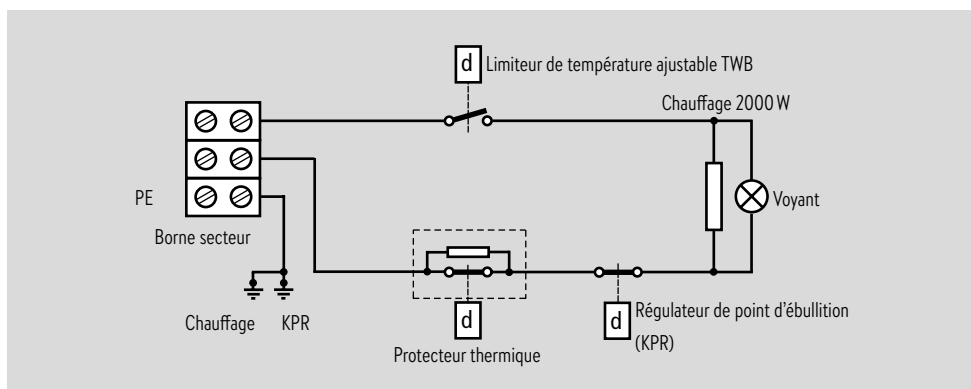 d
Limiteur de température ajustable TWB
Chauffage 2000 W
PE
Voyant
Borne secteur
Chauffage
KPR
d
Protecteur thermique
d
Régulateur de point d’ébullition
(KPR)